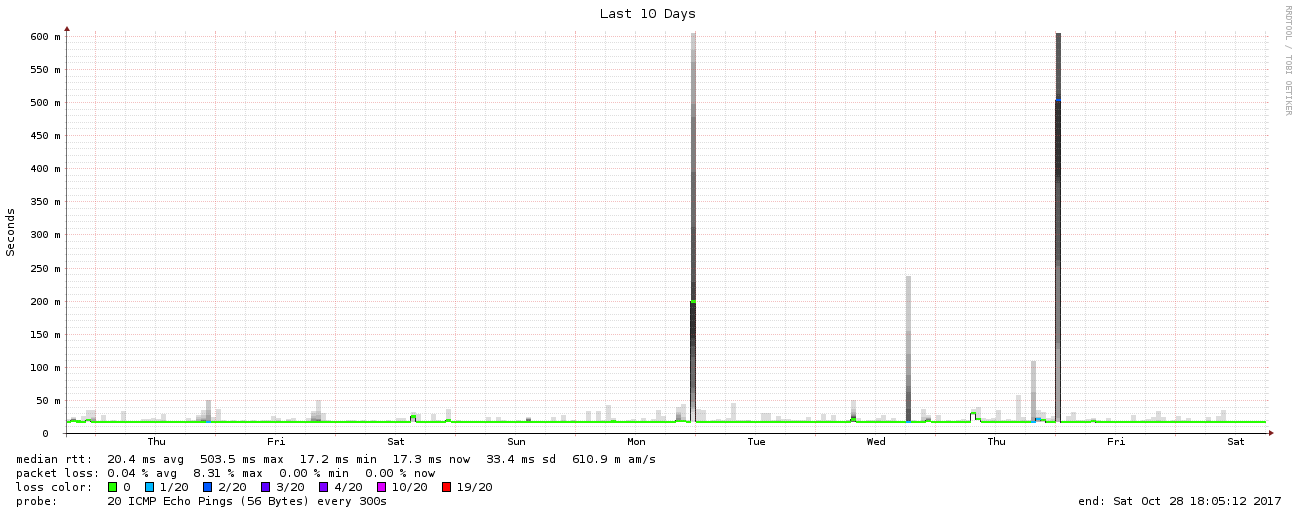 Last 10 Days
RRDTOOL / TOBI OETIKER
Seconds
600 m
550 m
500 m
450 m
400 m
350 m
300 m
250 m
200 m
150 m
100 m
50 m
0
Thu Fri Sat Sun Mon Tue Wed Thu Fri Sat
median rtt: 20.4 ms avg 503.5 ms max 17.2 ms min 17.3 ms now 33.4 ms sd 610.9 m am/s
packet loss: 0.04 % avg 8.31 % max 0.00 % min 0.00 % now
loss color: 0 1/20 2/20 3/20 4/20 10/20 19/20
probe: 20 ICMP Echo Pings (56 Bytes) every 300s end: Sat Oct 28 18:05:12 2017